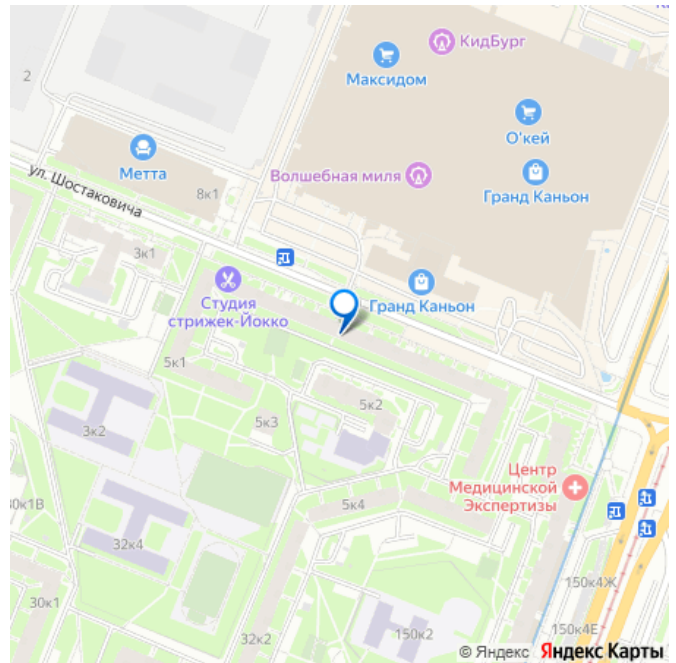 КидБург
Максидом
2
О'кей
Метта
Волшебная миля
Гранд Каньон
ул. Шостаковича
8к1
3к1
Студия
стрижек-Йокко
Гранд Каньон
5к1
5к2
5к3
3к2
Центр
Медицинской
Экспертизы
30к1В
5к4
32к4
150к4Ж
30к1
32к2
150к2
150к4Е
© Яндекс Яндекс Карты